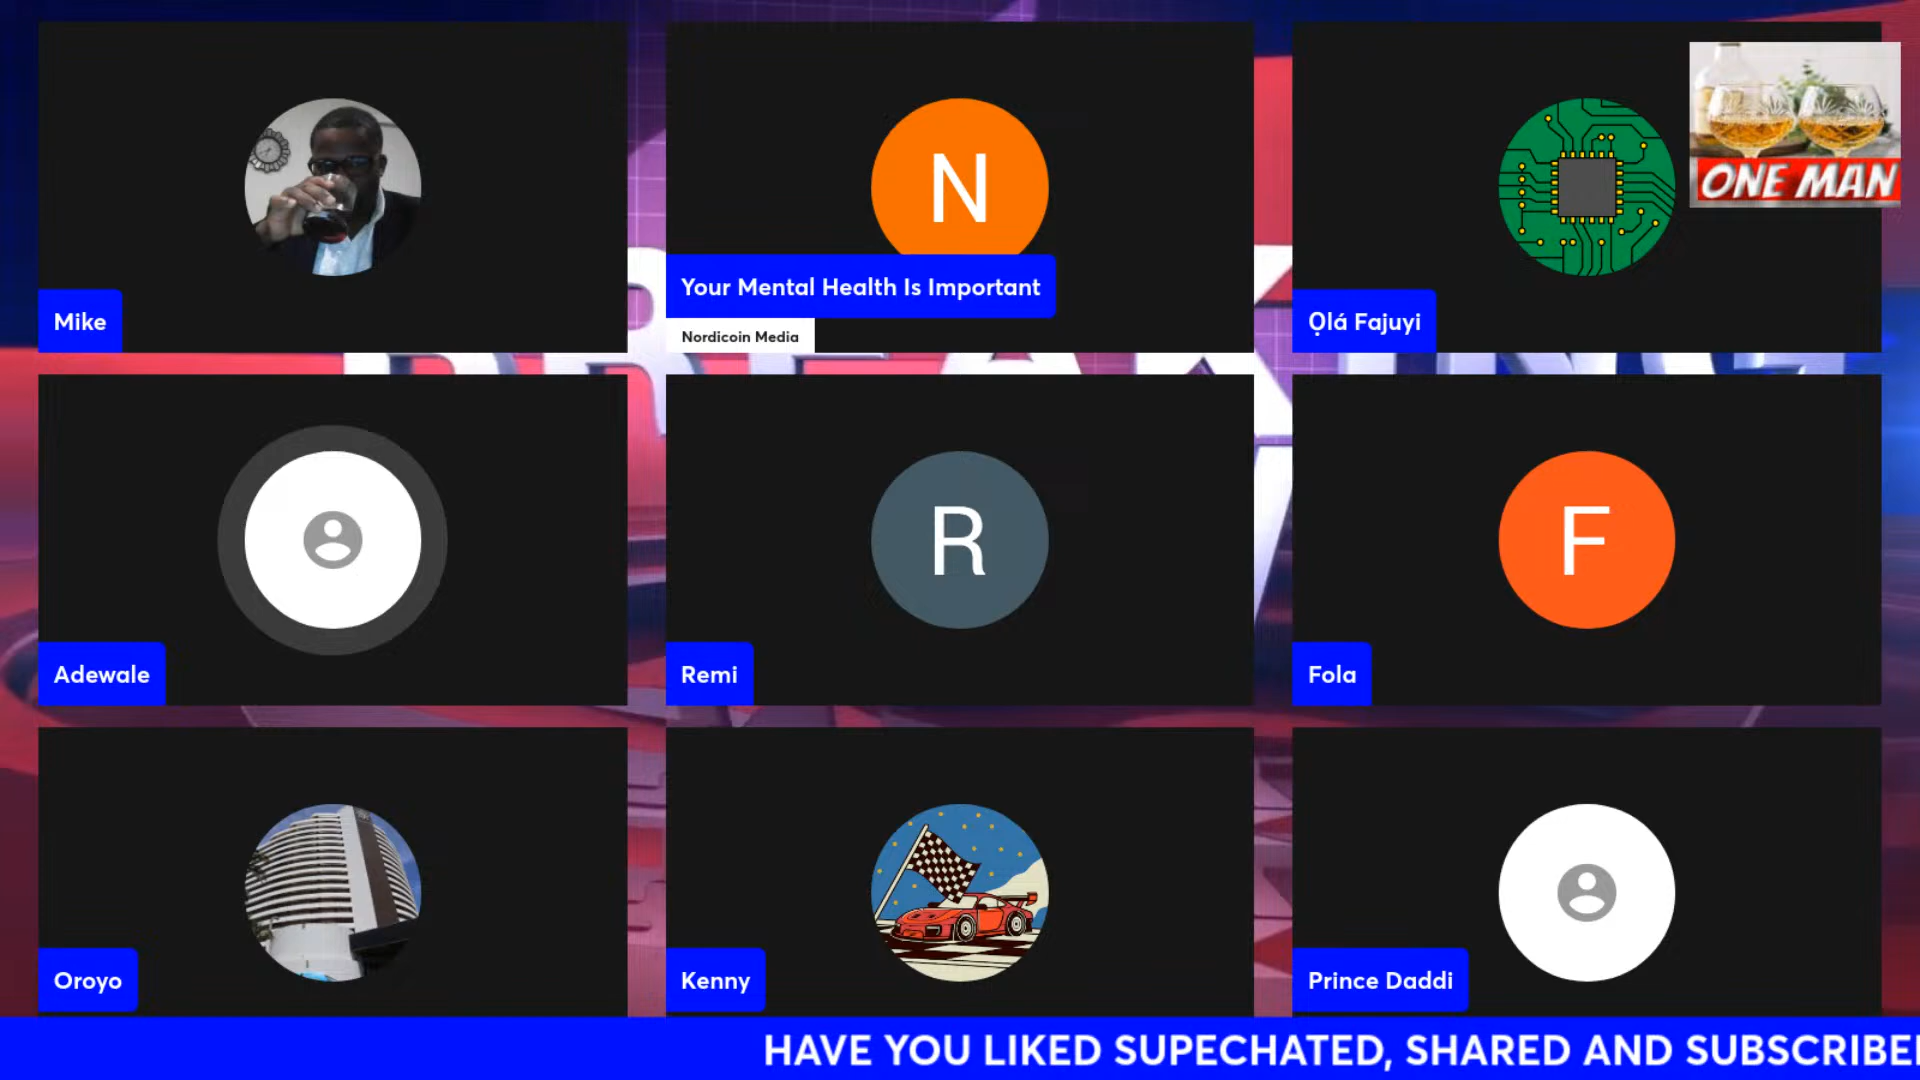 N
ONE MAN
Your Mental Health Is Important
Mike
Nordicoin Media
Ọlá Fajuyi
R
F
Adewale
Remi
Fola
Oroyo
Kenny
Prince Daddi
HAVE YOU LIKED SUPECHATED, SHARED AND SUBSCRIBE